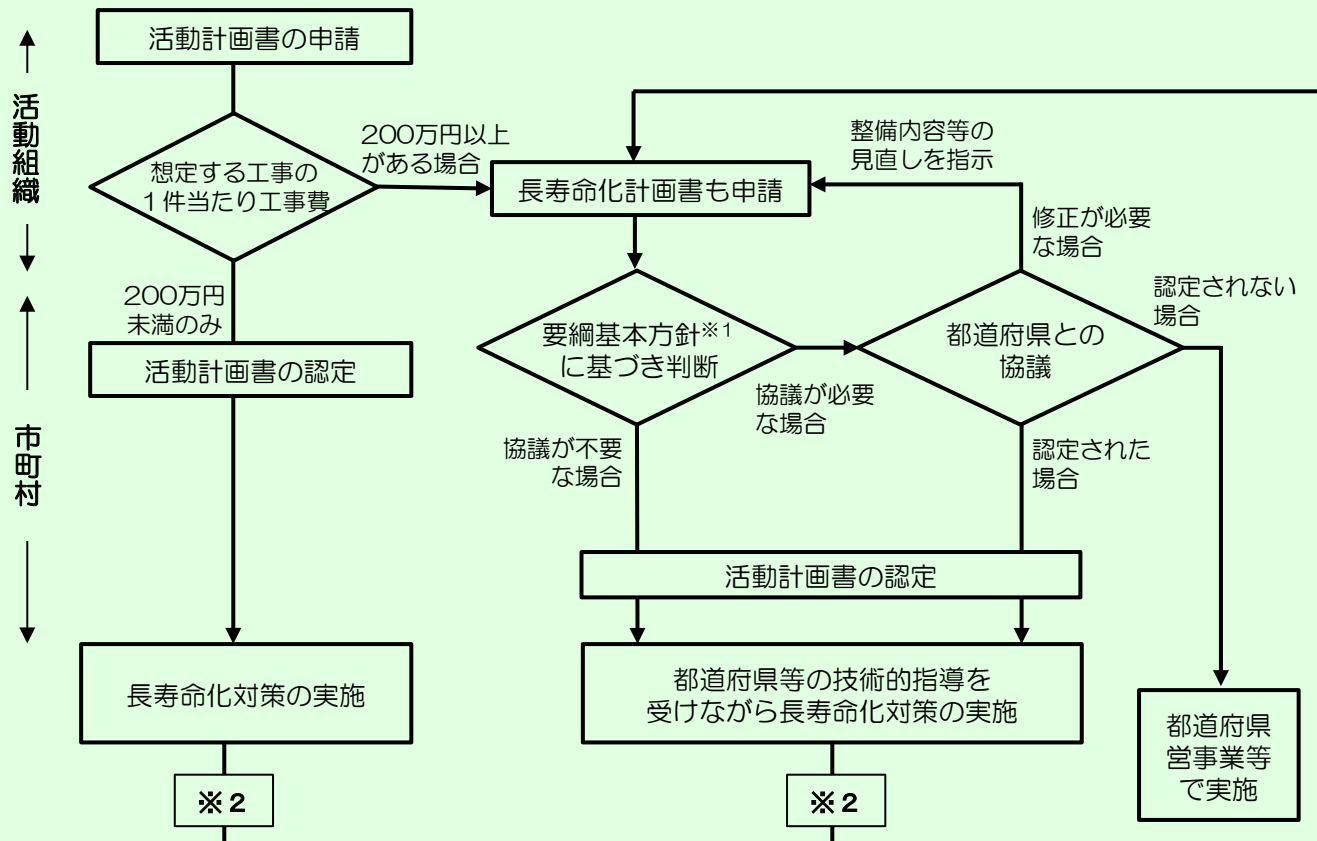 活動計画書の申請
活動組織
想定する工事の
１件当たり工事費
200万円以上
がある場合
整備内容等の
見直しを指示
長寿命化計画書も申請
修正が必要
な場合
200万円
未満のみ
市町村
活動計画書の認定
要綱基本方針※1
に基づき判断
協議が必要
な場合
都道府県との
協議
認定されない
場合
協議が不要
な場合
認定された
場合
活動計画書の認定
長寿命化対策の実施
都道府県等の技術的指導を
受けながら長寿命化対策の実施
都道府県
営事業等
で実施
※２
※２